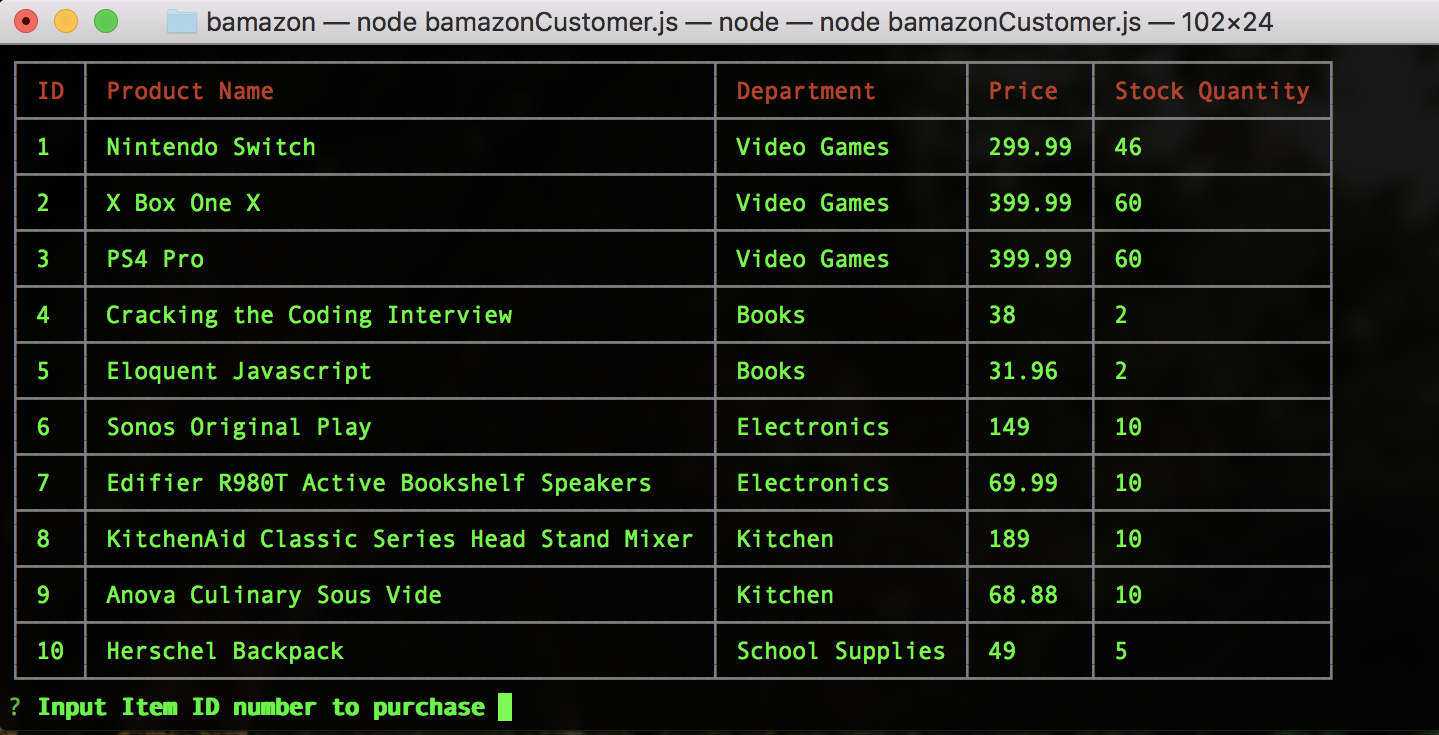 bamazon — node bamazonCustomer.js — node — node bamazonCustomer.js — 102×24
ID Product Name Department Price Stock Quantity
1 Nintendo Switch Video Games 299.99 46
2 X Box One X Video Games 399.99 60
3 PS4 Pro Video Games 399.99 60
4 Cracking the Coding Interview Books 38 2
5 Eloquent Javascript Books 31.96 2
6 Sonos Original Play Electronics 149 10
7 Edifier R980T Active Bookshelf Speakers Electronics 69.99 10
8 KitchenAid Classic Series Head Stand Mixer Kitchen 189 10
9 Anova Culinary Sous Vide Kitchen 68.88 10
10 Herschel Backpack School Supplies 49 5
? Input Item ID number to purchase